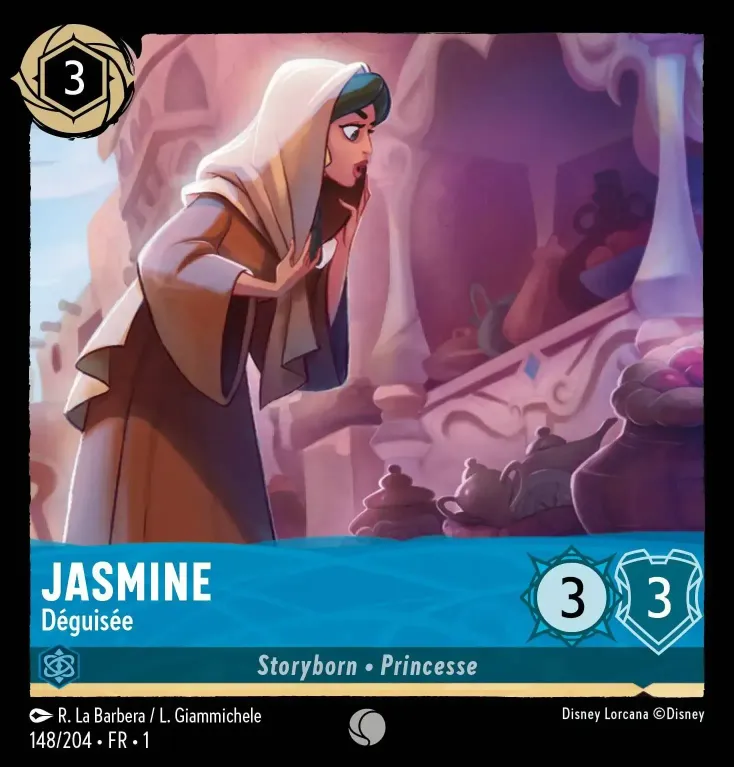 3
JASMINE
Déguisée
3
3
Storyborn • Princesse
R. La Barbera / L. Giammichele
Disney Lorcana ©Disney
148/204 • FR • 1